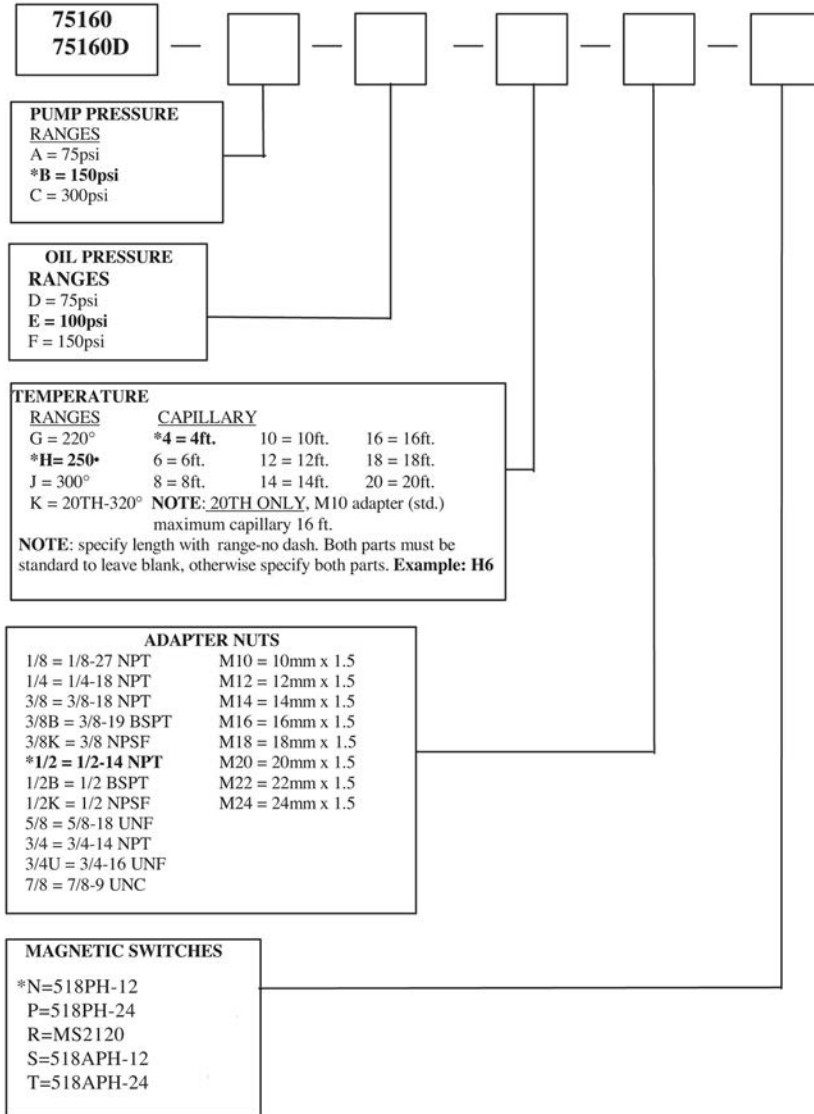 75160
75160D
PUMP PRESSURE
RANGES
A = 75psi
*B = 150psi
C = 300psi
OIL PRESSURE
RANGES
D = 75psi
E = 100psi
F = 150psi
TEMPERATURE
RANGES CAPILLARY
G = 220° *4 = 4ft. 10 = 10ft. 16 = 16ft.
*H= 250• 6 = 6ft. 12 = 12ft. 18 = 18ft.
J = 300° 8 = 8ft. 14 = 14ft. 20 = 20ft.
K = 20TH-320° NOTE: 20TH ONLY, M10 adapter (std.)
maximum capillary 16 ft.
NOTE: specify length with range-no dash. Both parts must be
standard to leave blank, otherwise specify both parts. Example: H6
ADAPTER NUTS
1/8 = 1/8-27 NPT M10 = 10mm x 1.5
1/4 = 1/4-18 NPT M12 = 12mm x 1.5
3/8 = 3/8-18 NPT M14 = 14mm x 1.5
3/8B = 3/8-19 BSPT M16 = 16mm x 1.5
3/8K = 3/8 NPSF M18 = 18mm x 1.5
*1/2 = 1/2-14 NPT M20 = 20mm x 1.5
1/2B = 1/2 BSPT M22 = 22mm x 1.5
1/2K = 1/2 NPSF M24 = 24mm x 1.5
5/8 = 5/8-18 UNF
3/4 = 3/4-14 NPT
3/4U = 3/4-16 UNF
7/8 = 7/8-9 UNC
MAGNETIC SWITCHES
*N=518PH-12
P=518PH-24
R=MS2120
S=518APH-12
T=518APH-24